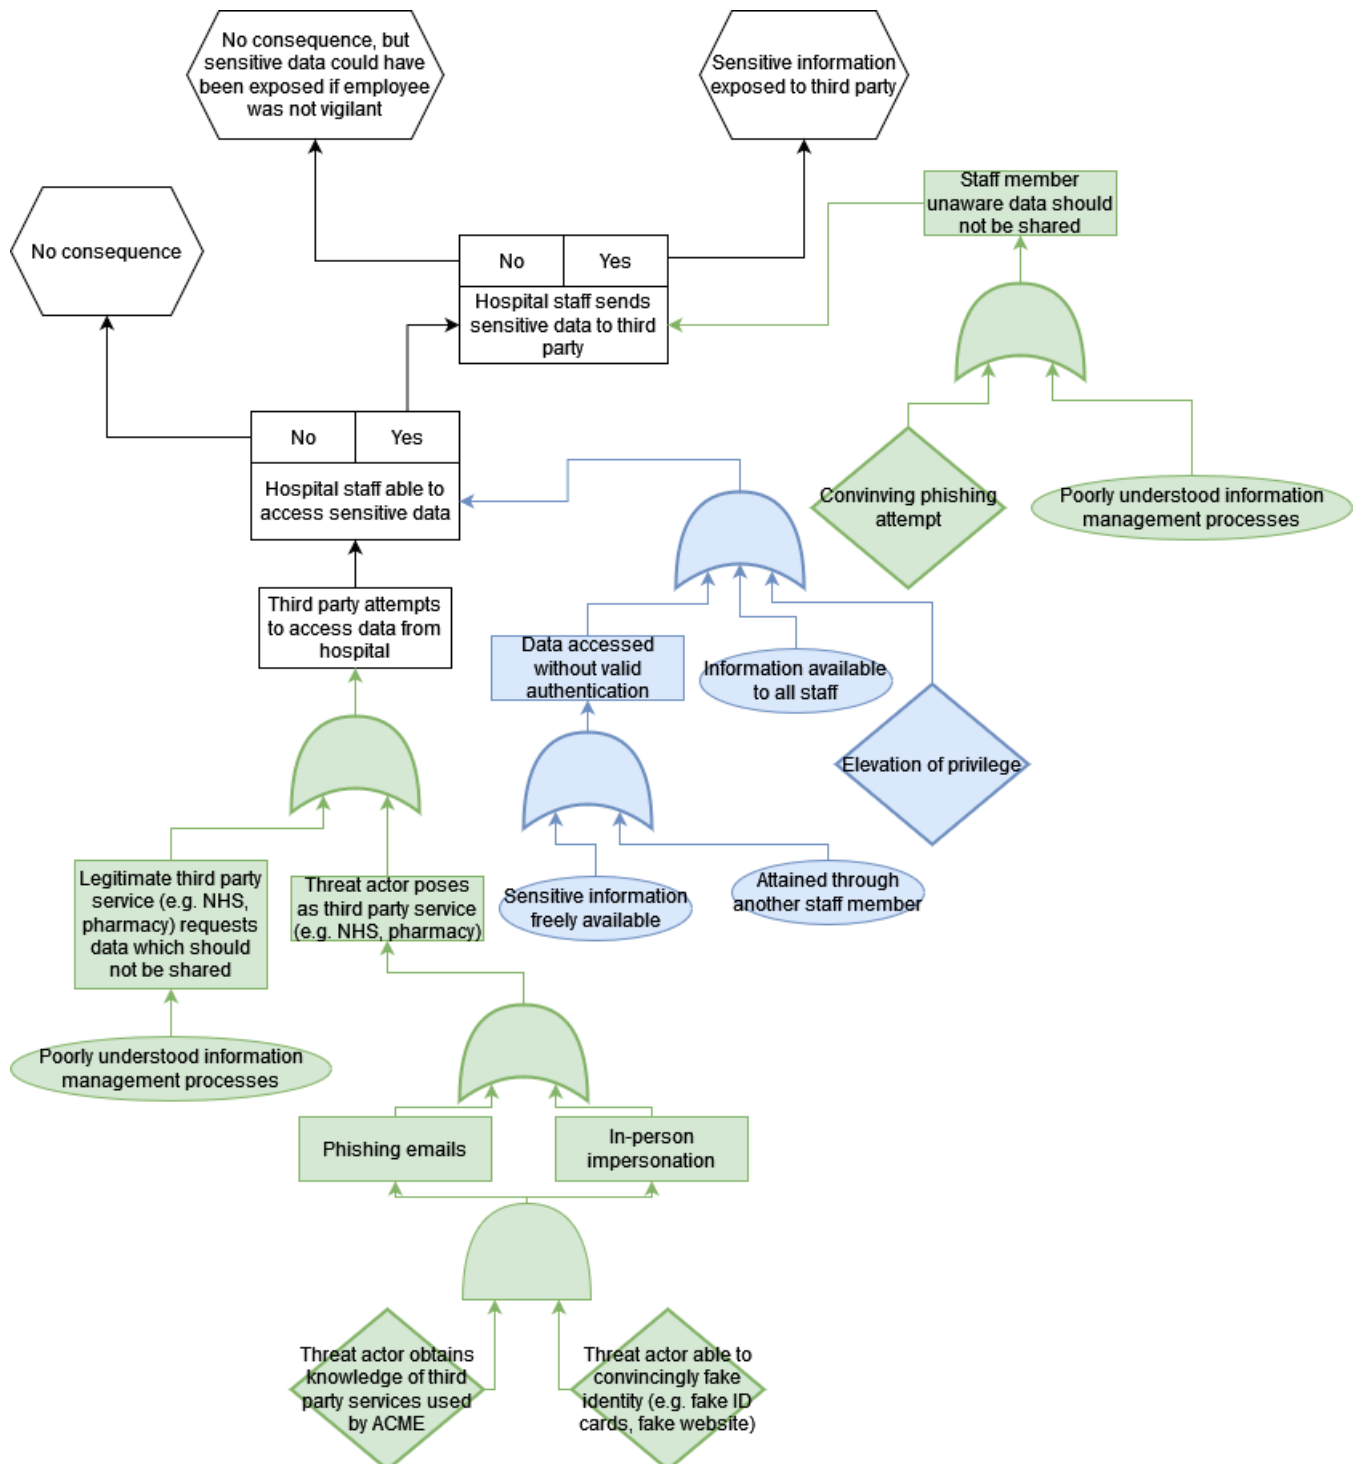 No consequence, but
sensitive data could have
been exposed if employee
was not vigilant
Sensitive information
exposed to third party
Staff member
unaware data should
not be shared
No consequence
No
Yes
Hospital staff sends
sensitive data to third
party
No
Yes
Hospital staff able to
access sensitive data
Convinving phishing
attempt
Poorly understood information
management processes
Third party attempts
to access data from
hospital
Data accessed
without valid
authentication
Information available
to all staff
Elevation of privilege
Legitimate third party
service (e.g. NHS,
pharmacy) requests
data which should
not be shared
Threat actor poses
as third party service
(e.g. NHS, pharmacy)
Sensitive information
freely available
Attained through
another staff member
Poorly understood information
management processes
Phishing emails
In-person
impersonation
Threat actor obtains
knowledge of third
party services used
by ACME
Threat actor able to
convincingly fake
identity (e.g. fake ID
cards, fake website)